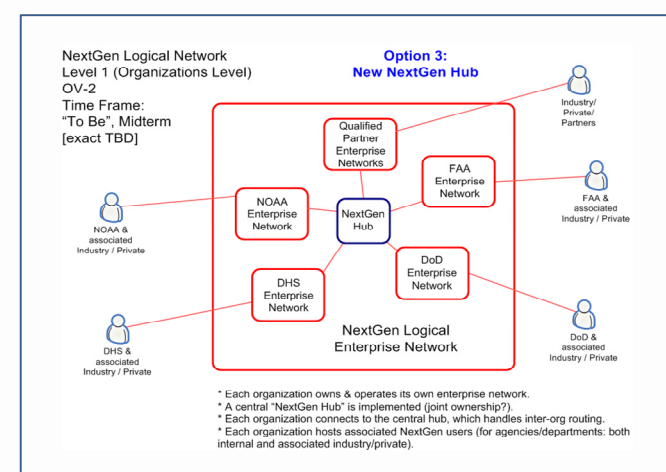 NextGen Logical Network
Level 1 (Organizations Level)
OV-2
Time Frame:
“To Be”, Midterm
[exact TBD]
Option 3:
New NextGen Hub
Industry/
Private/
Partners
Qualified
Partner
Enterprise
Networks
FAA
Enterprise
Network
FAA &
associated
Industry / Private
NOAA
Enterprise
Network
NextGen
Hub
NOAA &
associated
Industry / Private
DoD
Enterprise
Network
DHS
Enterprise
Network
NextGen Logical
Enterprise Network
DHS &
associated
Industry / Private
DoD &
associated
Industry / Private
* Each organization owns & operates its own enterprise network.
* A central “NextGen Hub” is implemented (joint ownership?).
* Each organization connects to the central hub, which handles inter-org routing.
* Each organization hosts associated NextGen users (for agencies/departments: both
internal and associated industry/private).